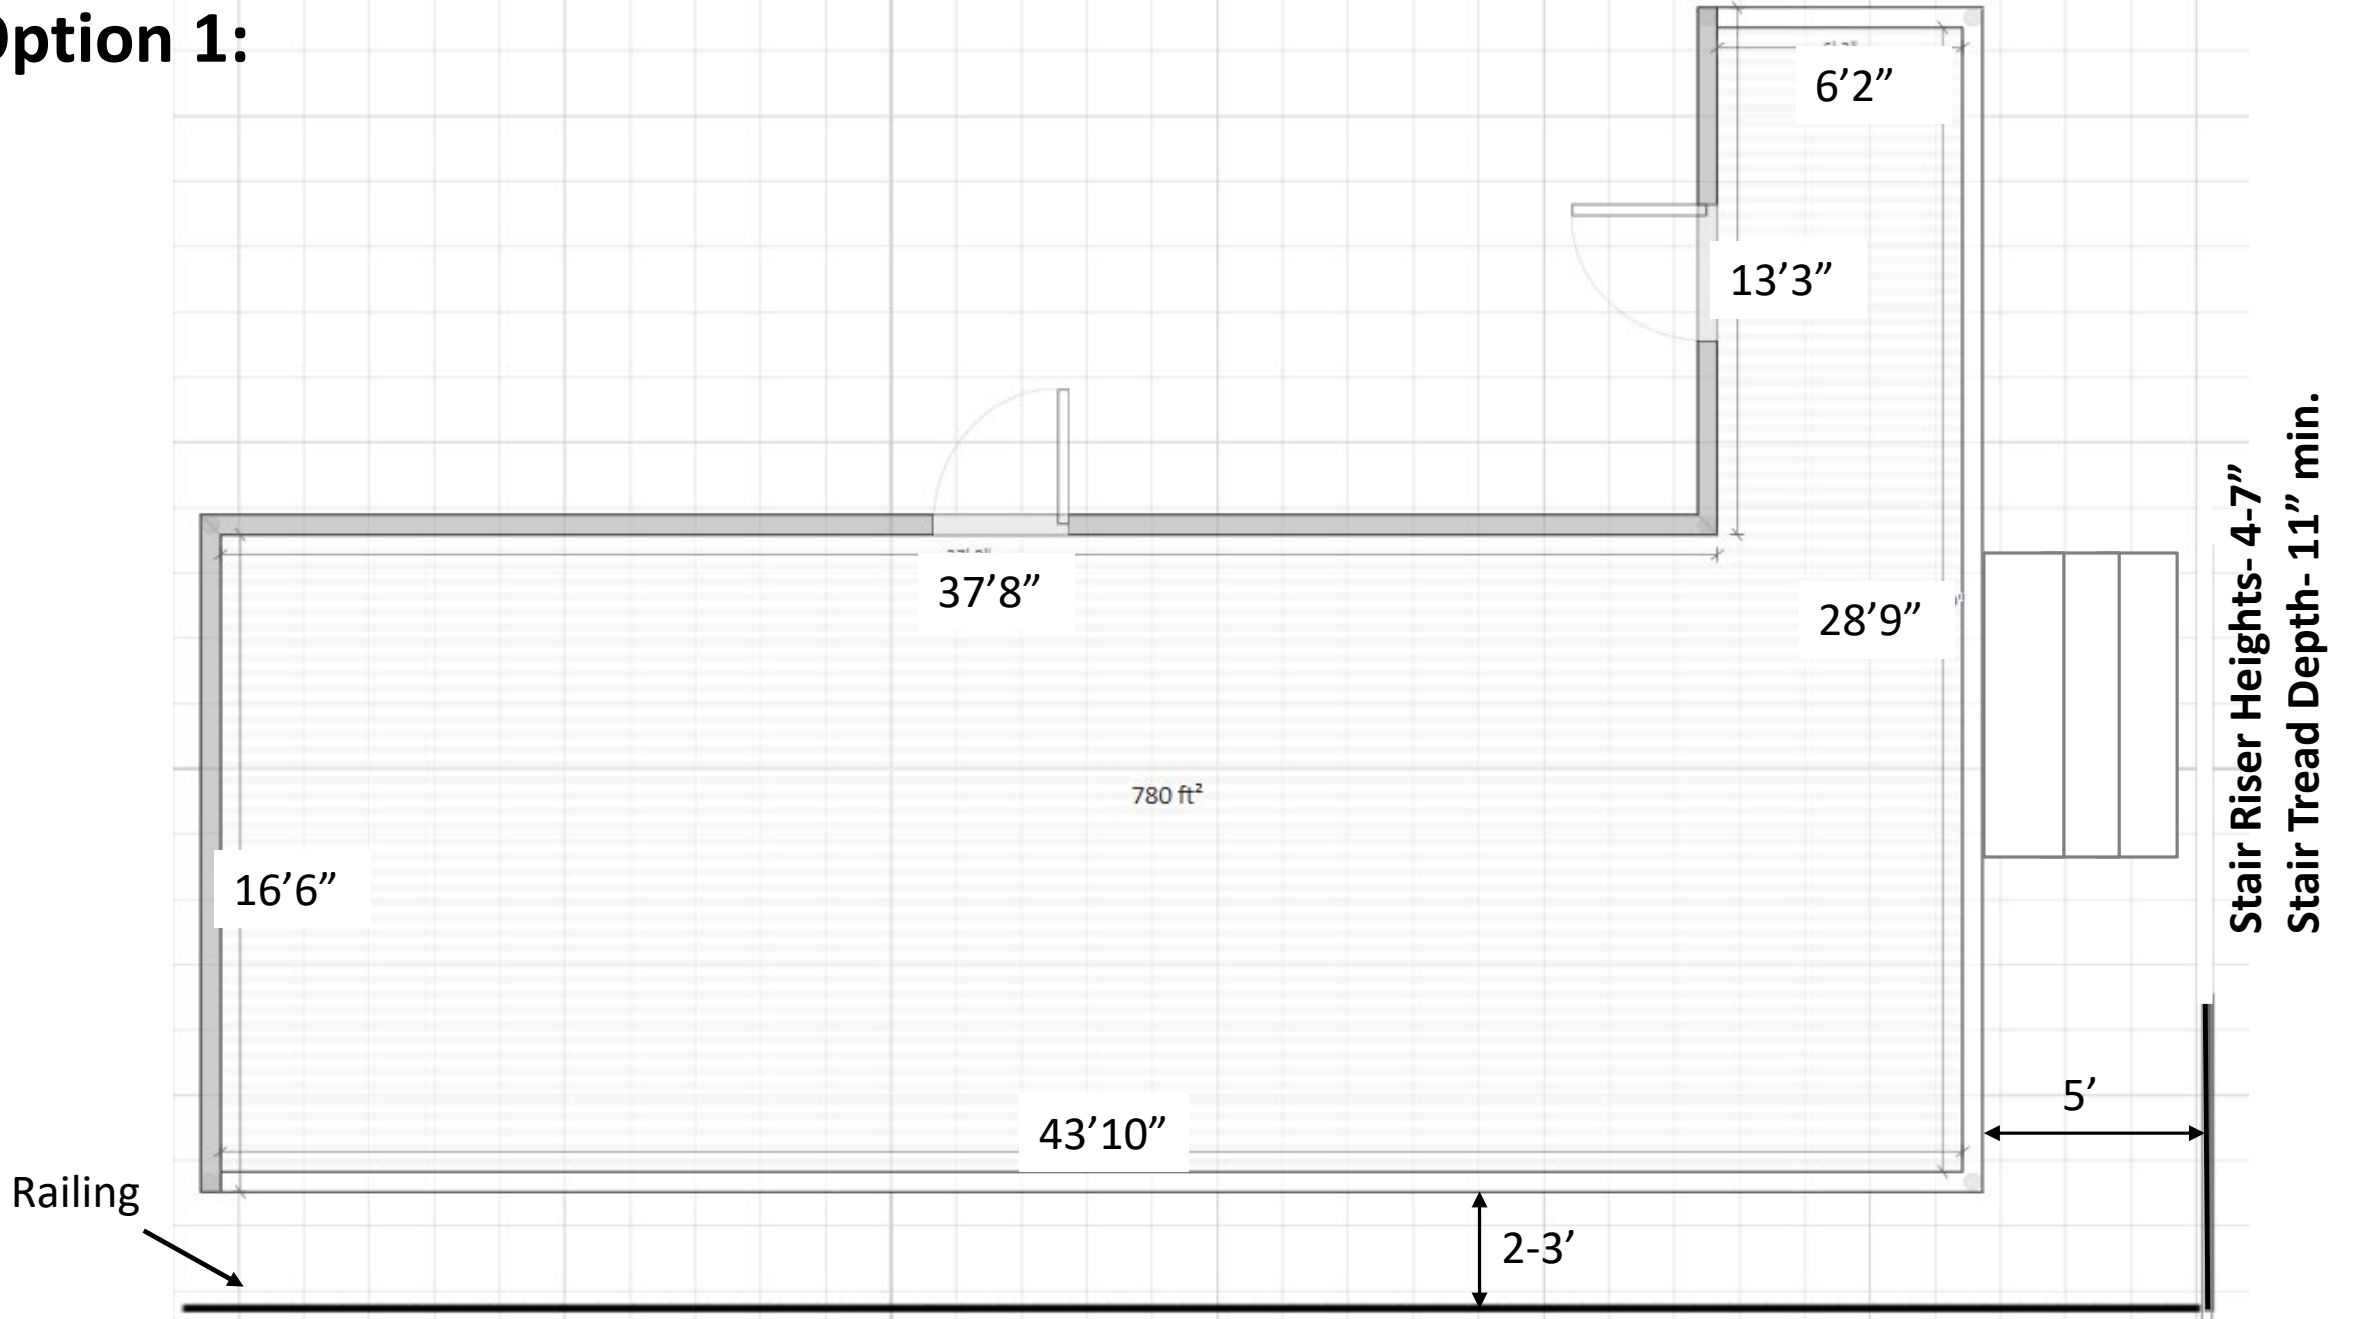 Option 1:
6’2”
13’3”
37’8”
28’9”
Stair Riser Heights- 4-7”
Stair Tread Depth- 11” min.
780 ft²
16’6”
43’10”
5’
Railing
2-3’